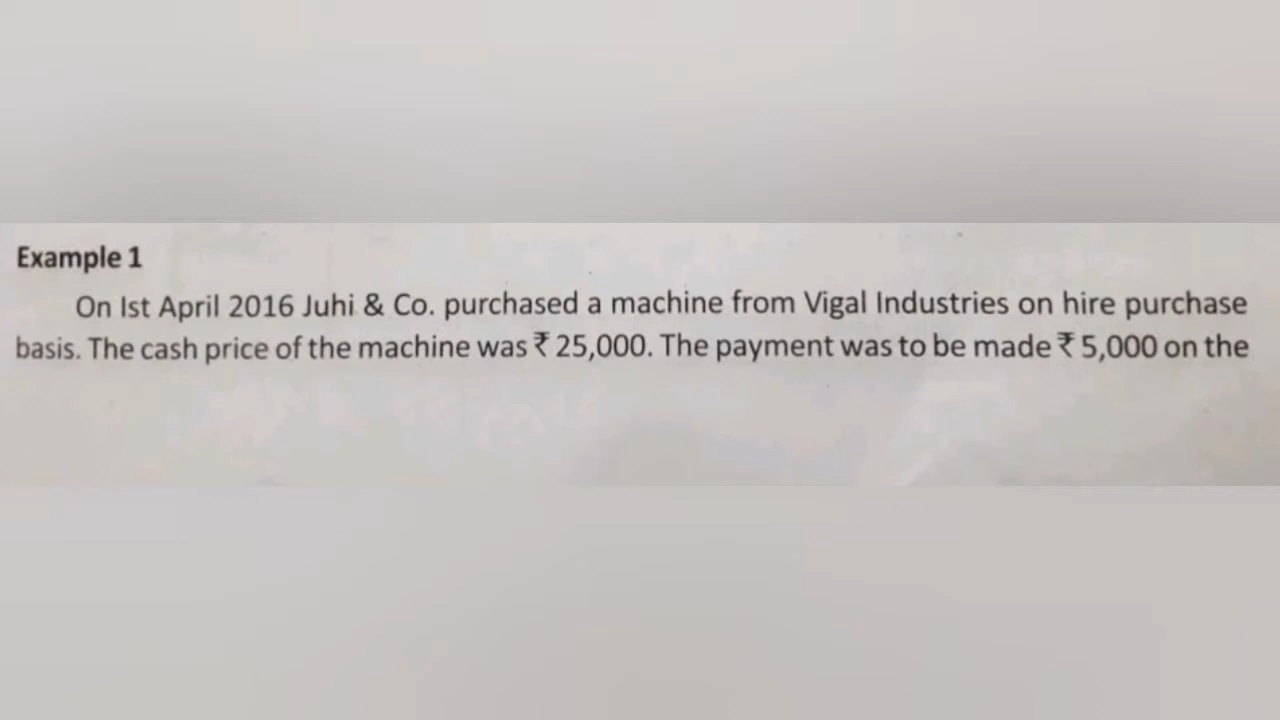 Example 1
On Ist April 2016 Juhi & Co. purchased a machine from Vigal Industries on hire purchase
basis. The cash price of the machine was ₹ 25,000. The payment was to be made ₹ 5,000 on the